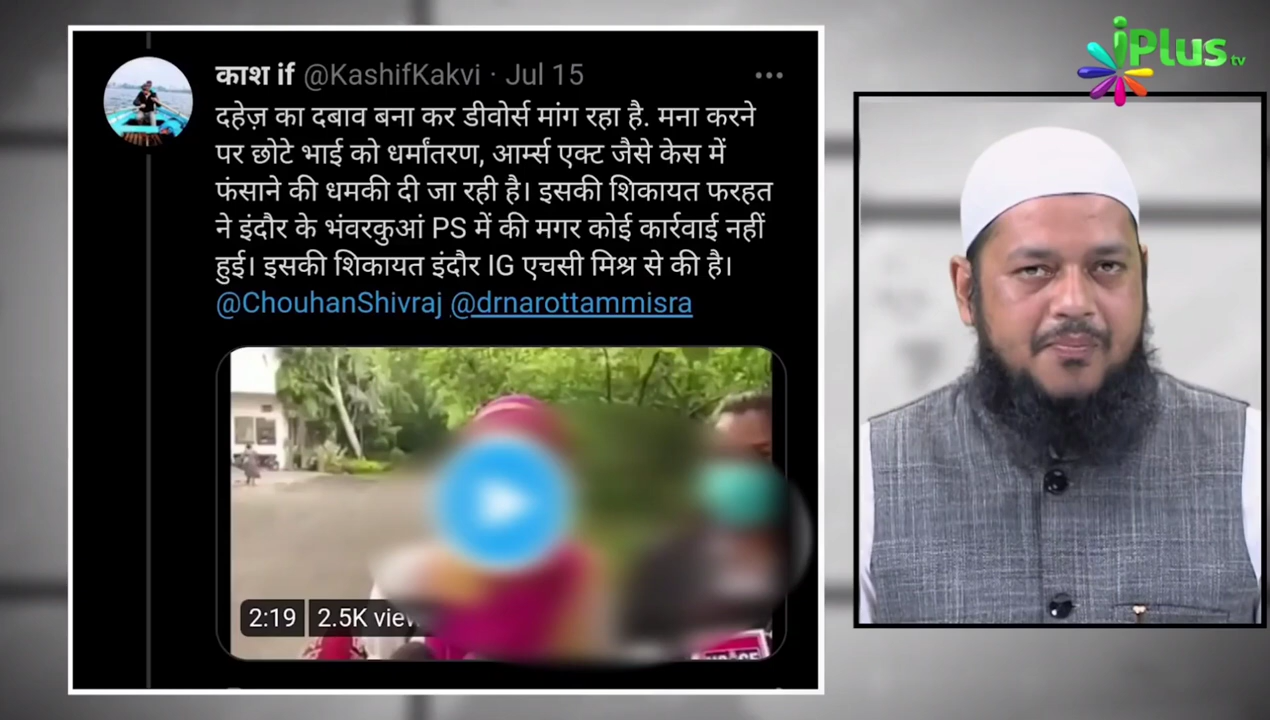 काश if @KashifKakvi · Jul 15
दहेज़ का दबाव बना कर डीवोर्स मांग रहा है. मना करने
पर छोटे भाई को धर्मांतरण, आर्म्स एक्ट जैसे केस में
फंसाने की धमकी दी जा रही है। इसकी शिकायत फरहत
ने इंदौर के भंवरकुआं PS में की मगर कोई कार्रवाई नहीं
हुई। इसकी शिकायत इंदौर IG एचसी मिश्र से की है।
@ChouhanShivraj @drnarottammisra
2:19 2.5K
iPlus tv